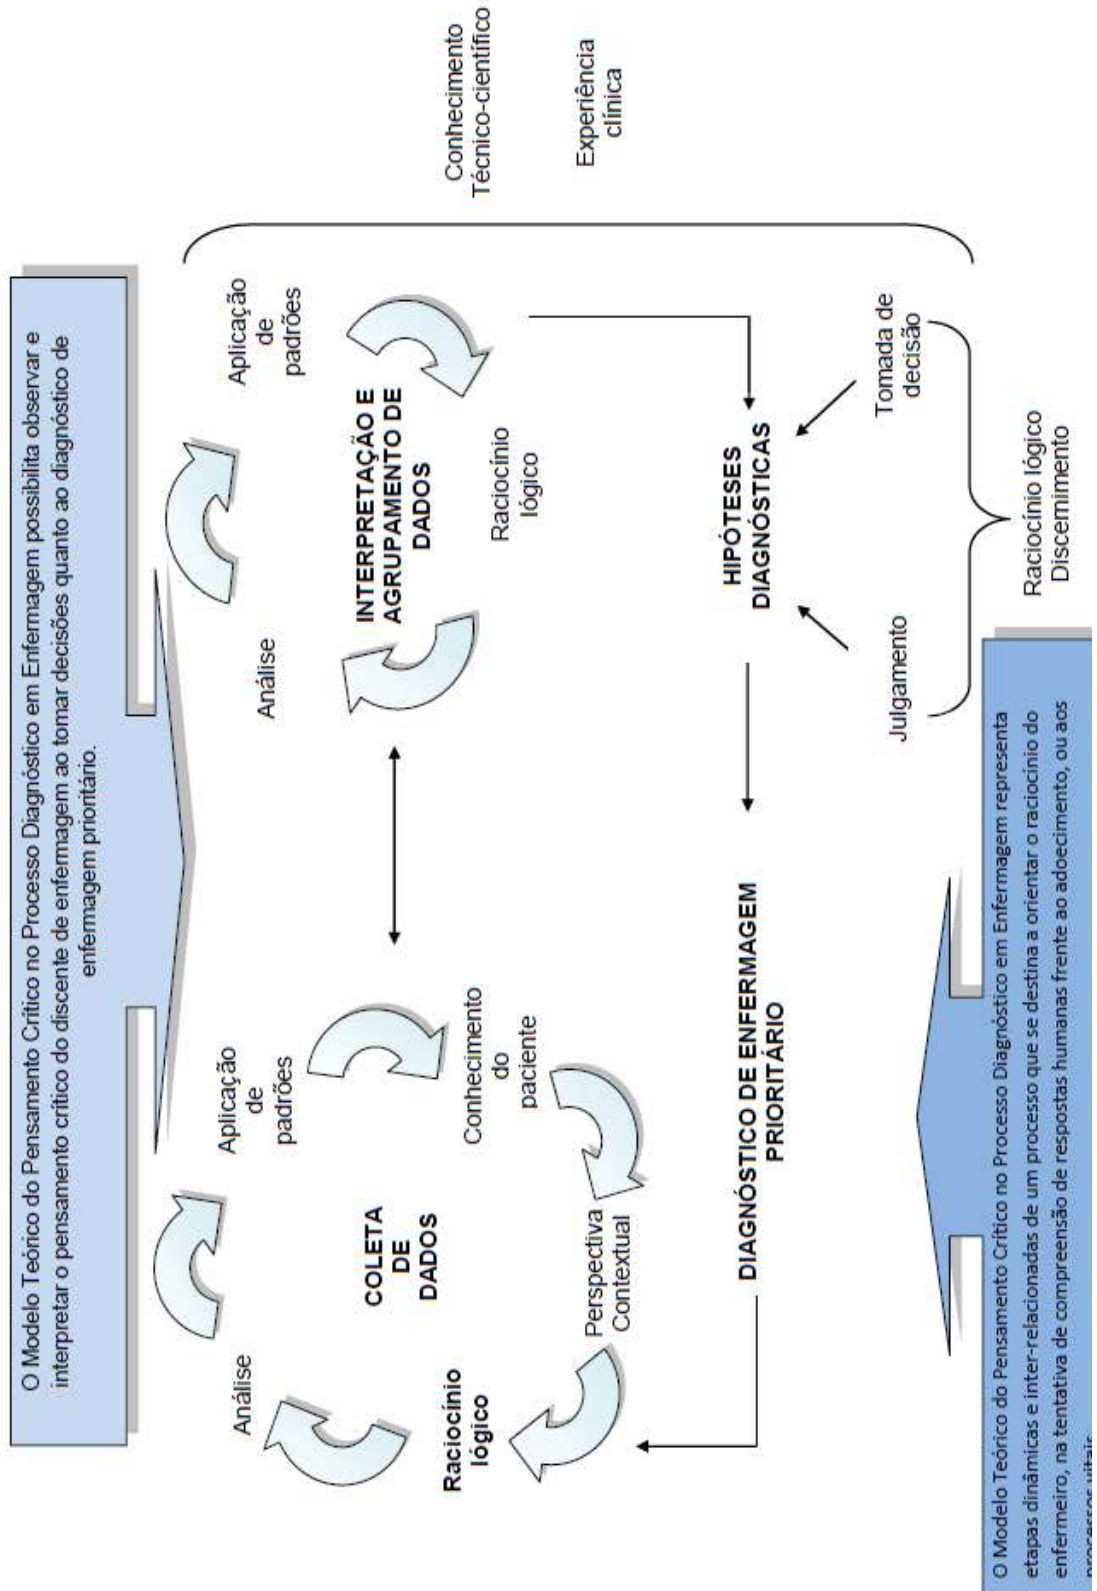 O Modelo Teórico do Pensamento Crítico no Processo Diagnóstico em Enfermagem possibilita observar e
interpretar o pensamento crítico do discente de enfermagem ao tomar decisões quanto ao diagnóstico de
enfermagem prioritário.
Análise
Aplicação
de
padrões
COLETA
DE
DADOS
Raciocínio
lógico
Conhecimento
do
paciente
Perspectiva
Contextual
Análise
Aplicação
de
padrões
INTERPRETAÇÃO E
AGRUPAMENTO DE
DADOS
Raciocínio
lógico
Conhecimento
Técnico-científico
Experiência
clínica
DIAGNÓSTICO DE ENFERMAGEM
PRIORITÁRIO
HIPÓTESES
DIAGNÓSTICAS
Julgamento
Tomada de
decisão
Raciocínio lógico
Discernimento
O Modelo Teórico do Pensamento Crítico no Processo Diagnóstico em Enfermagem representa
etapas dinâmicas e inter-relacionadas de um processo que se destina a orientar o raciocínio do
enfermeiro, na tentativa de compreensão de respostas humanas frente ao adoecimento, ou aos
processos vitais